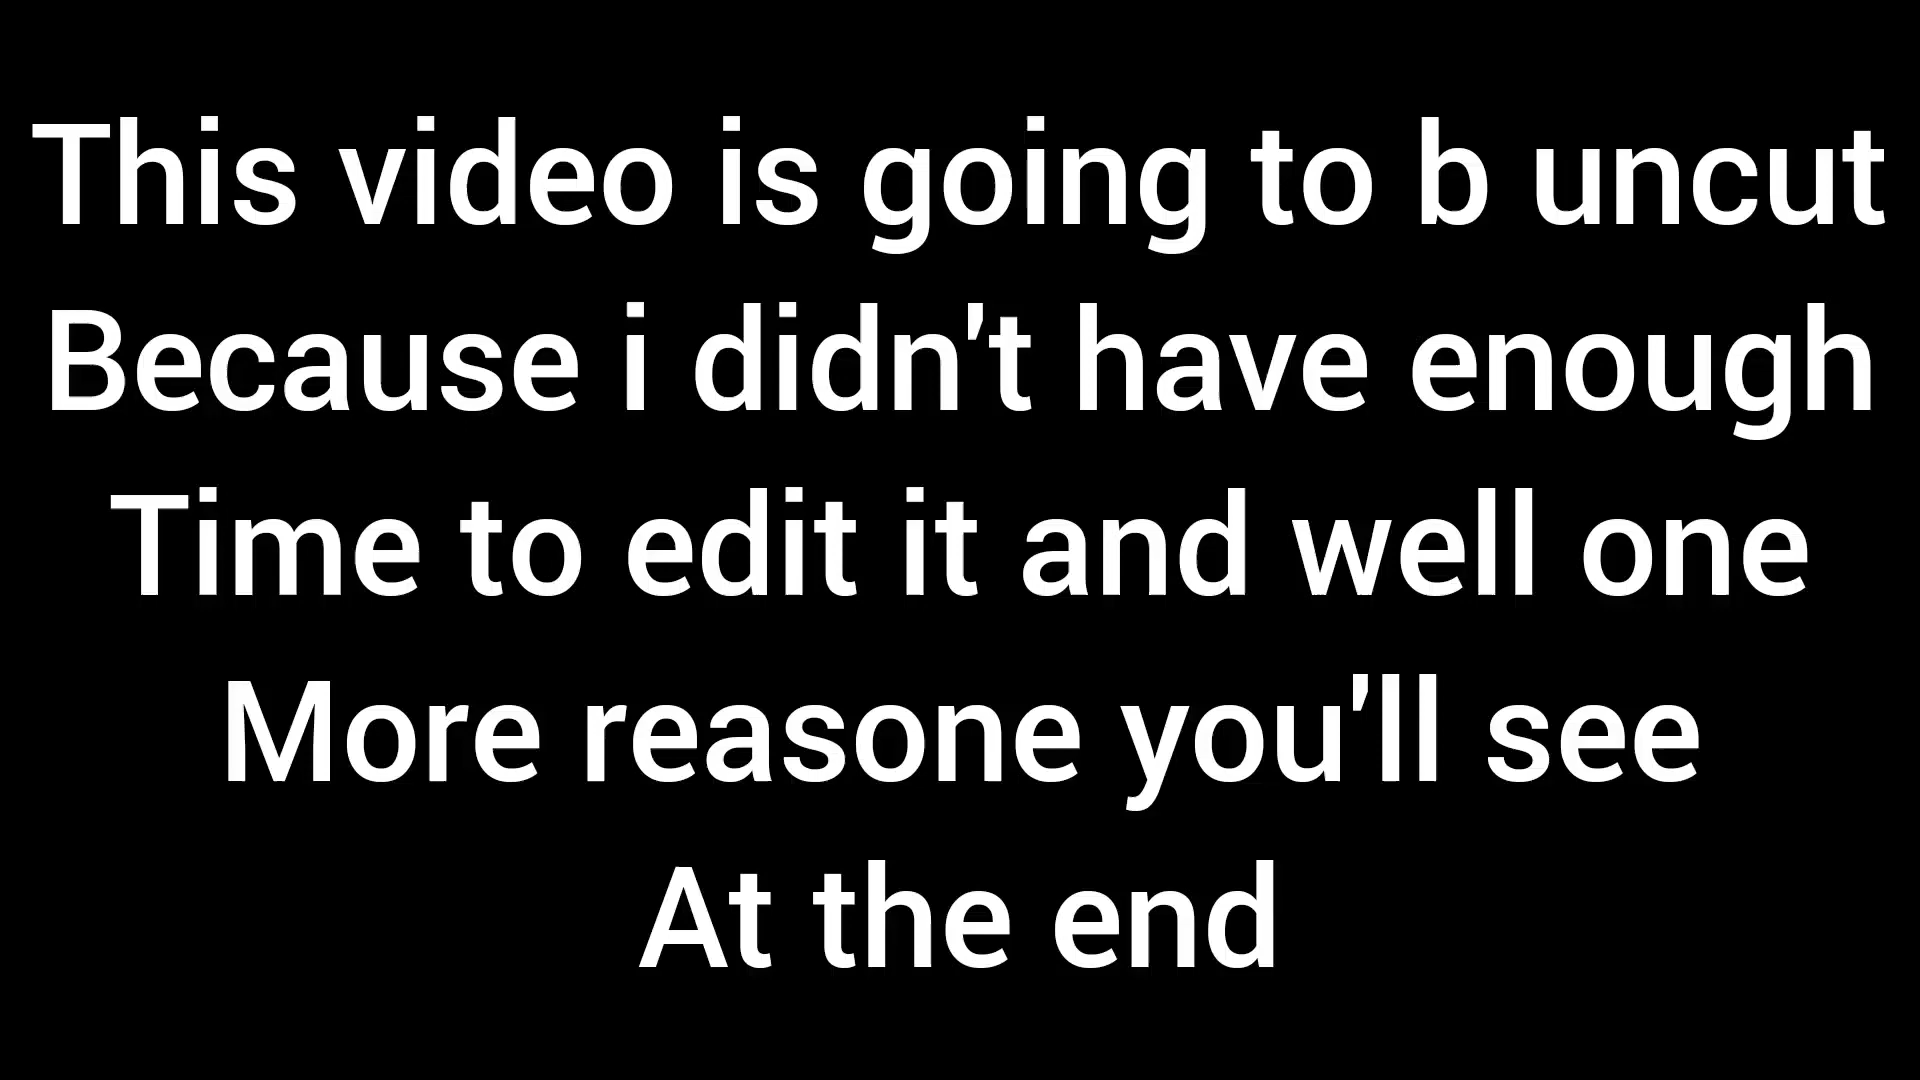 This video is going to b uncut
Because i didn't have enough
Time to edit it and well one
More reasone you'll see
At the end